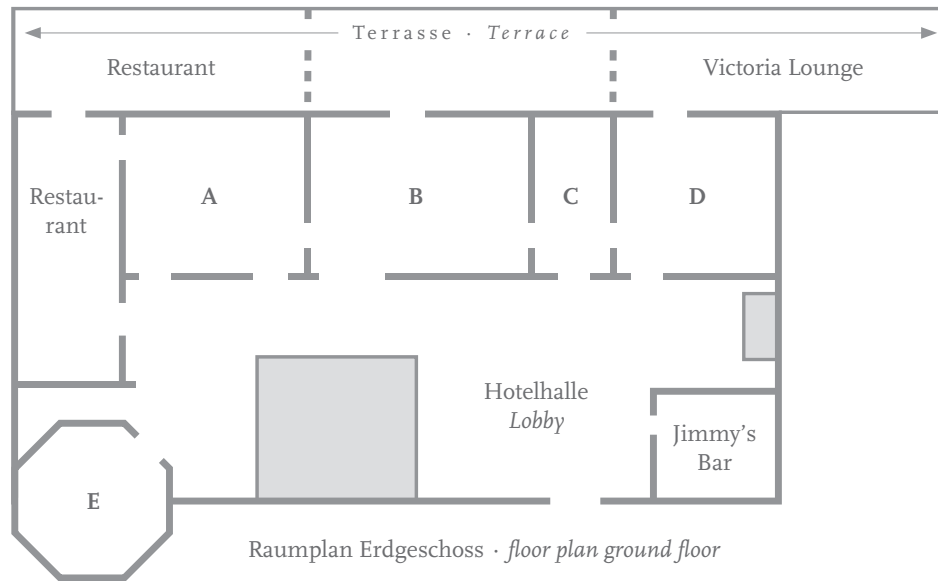 Terrasse · Terrace
Restaurant
Victoria Lounge
Restau-
rant
A
B
C
D
Hotelhalle
Lobby
Jimmy’s
Bar
E
Raumplan Erdgeschoss · floor plan ground floor